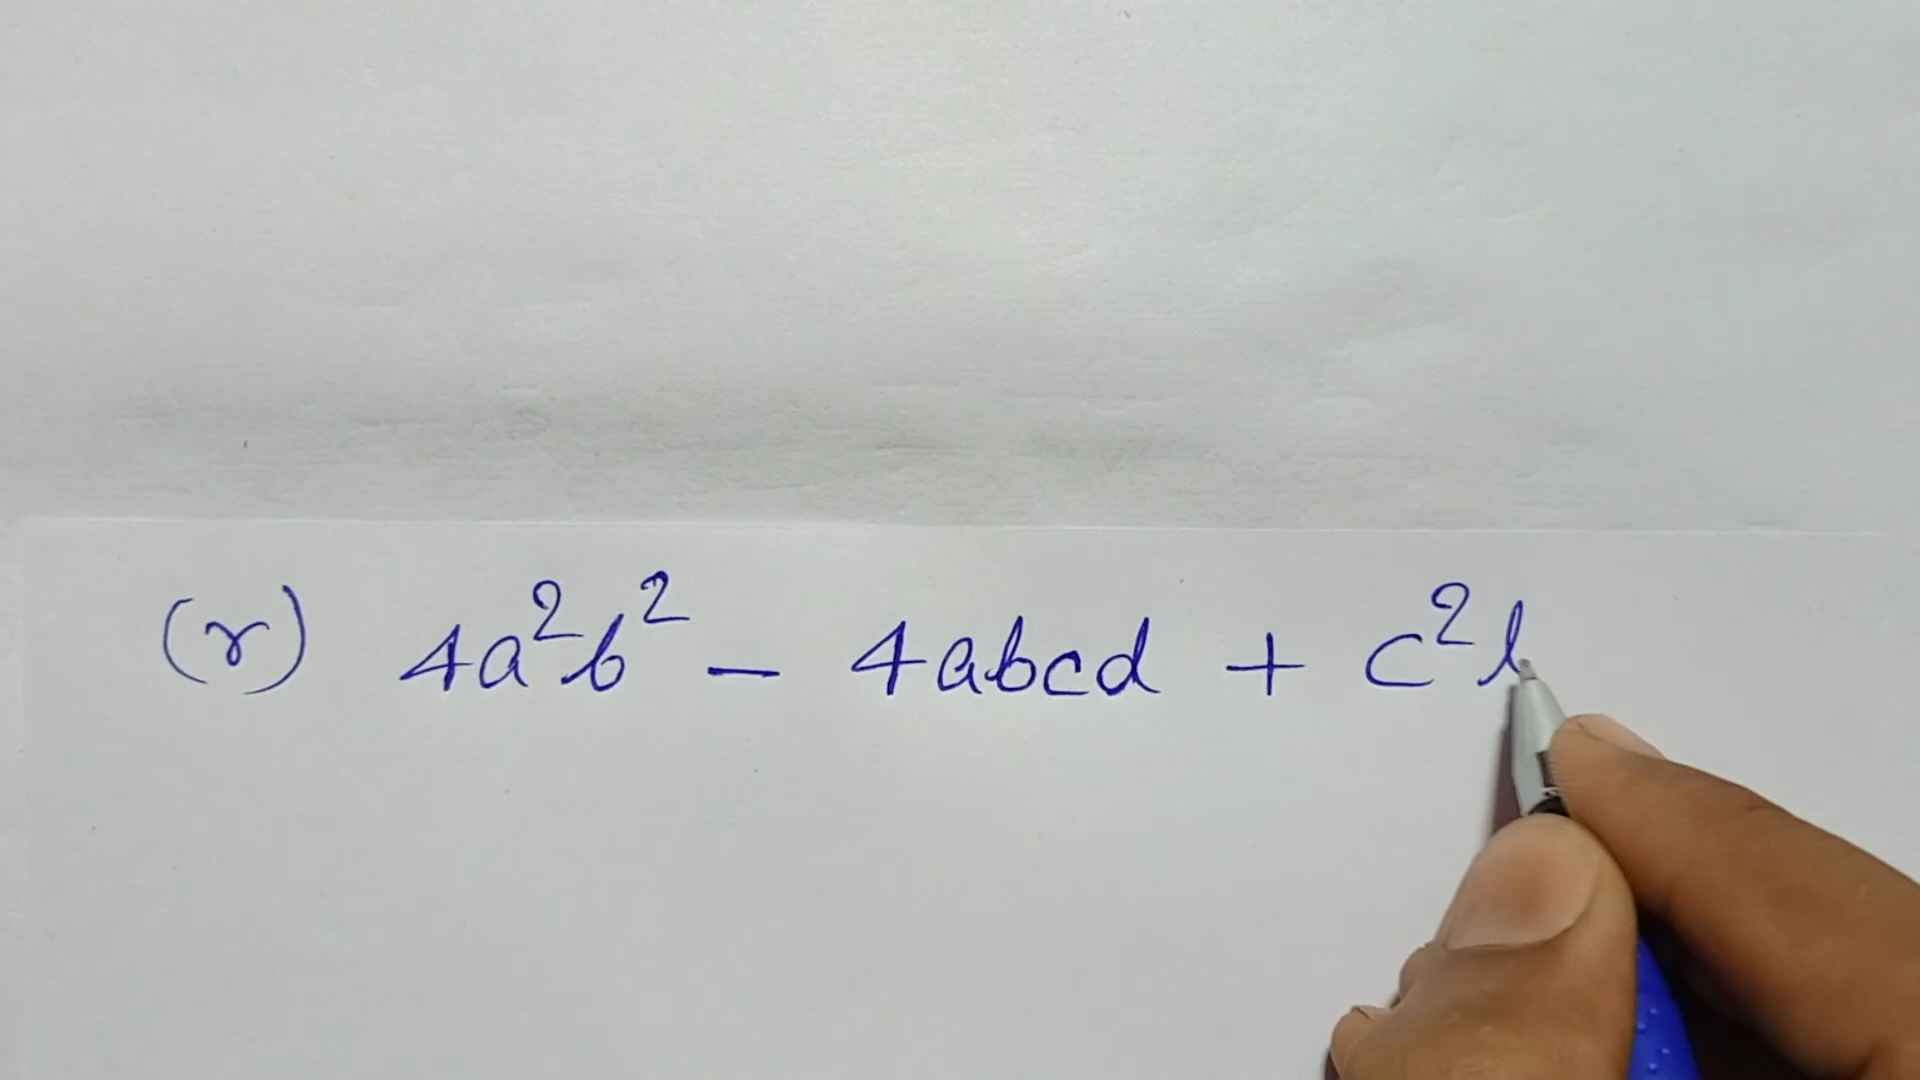 (r) 4a²b² - 4abcd + c²